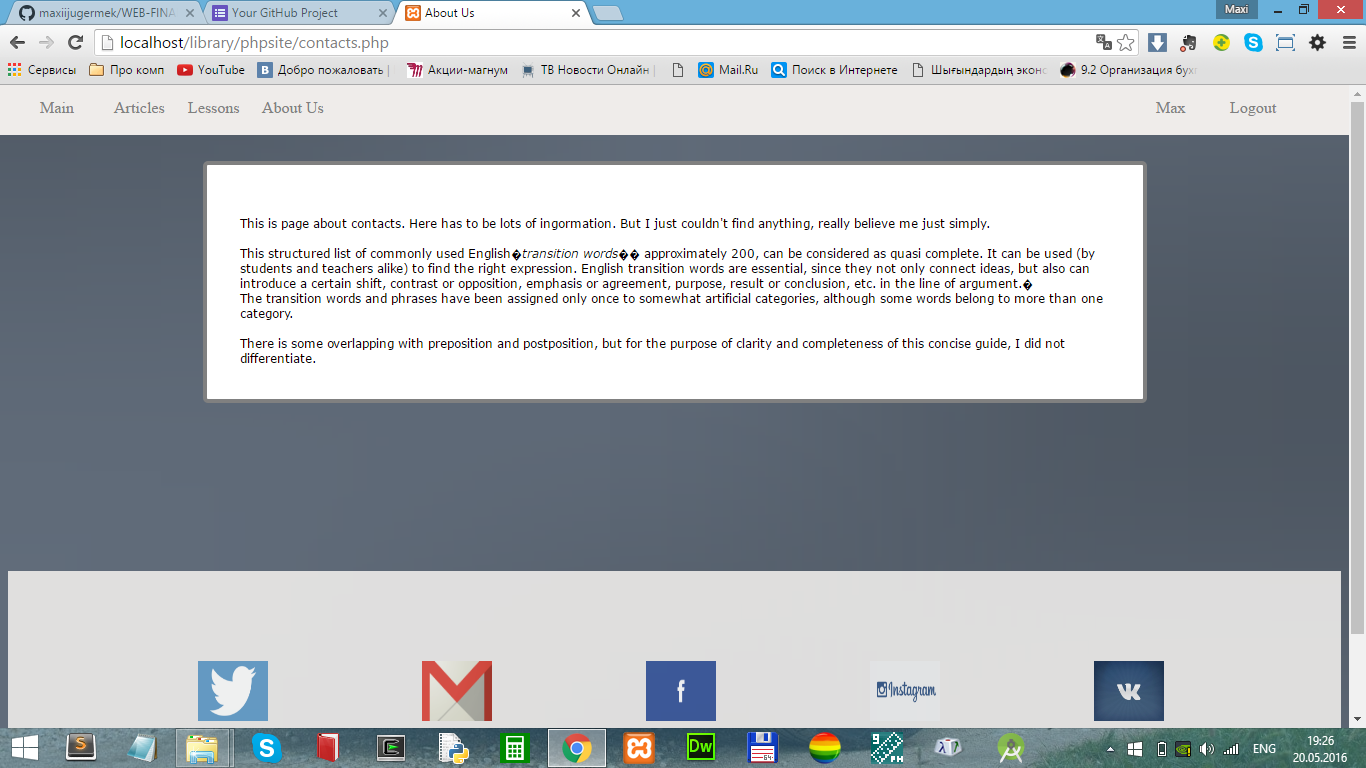 maxiijugermek/WEB-FINA
Your GitHub Project
About Us
Maxi
localhost/library/phpsite/contacts.php
Сервисы
Про комп
YouTube
Добро пожаловать |
Акции-магнум
ТВ Новости Онлайн |
Mail.Ru
Поиск в Интернете
Шығындардың экон
9.2 Организация бух
Main Articles Lessons About Us Max Logout
This is page about contacts. Here has to be lots of ingormation. But I just couldn't find anything, really believe me just simply.
This structured list of commonly used English�transition words�� approximately 200, can be considered as quasi complete. It can be used (by
students and teachers alike) to find the right expression. English transition words are essential, since they not only connect ideas, but also can
introduce a certain shift, contrast or opposition, emphasis or agreement, purpose, result or conclusion, etc. in the line of argument.�
The transition words and phrases have been assigned only once to somewhat artificial categories, although some words belong to more than one
category.
There is some overlapping with preposition and postposition, but for the purpose of clarity and completeness of this concise guide, I did not
differentiate.
f
Instagram
Dw
64
ENG
19:26
20.05.2016